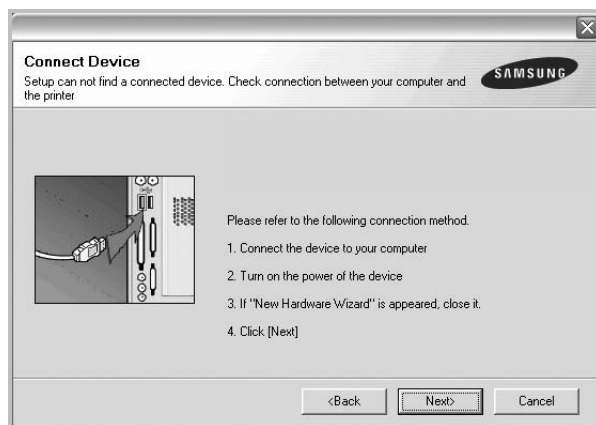 Connect Device
Setup can not find a connected device. Check connection between your computer and
the printer
SAMSUNG
Please refer to the following connection method.
1. Connect the device to your computer
2. Turn on the power of the device
3. If "New Hardware Wizard" is appeared, close it.
4. Click [Next]
<Back
Next>
Cancel